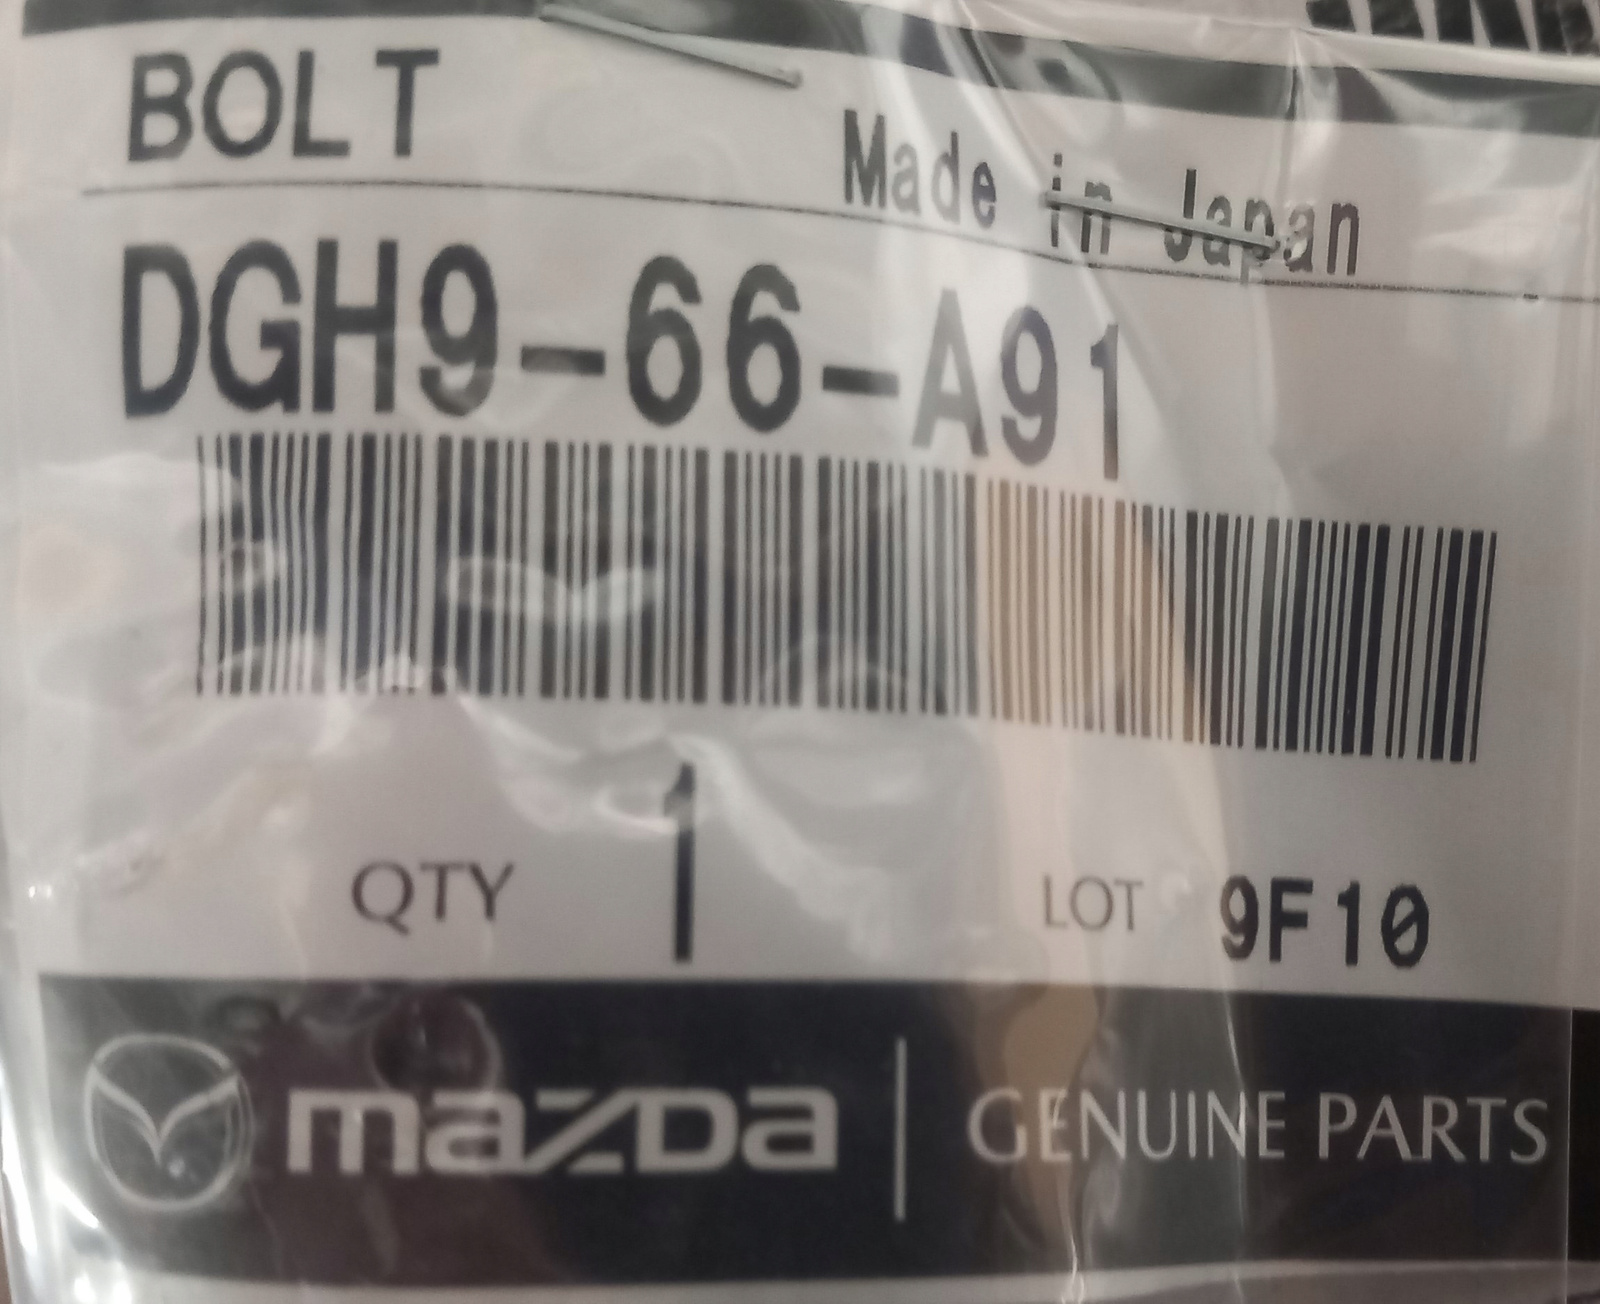 BOLT
Made in Japan
DGH9-66-A91
QTY 1 LOT 9F10
mazda GENUINE PARTS